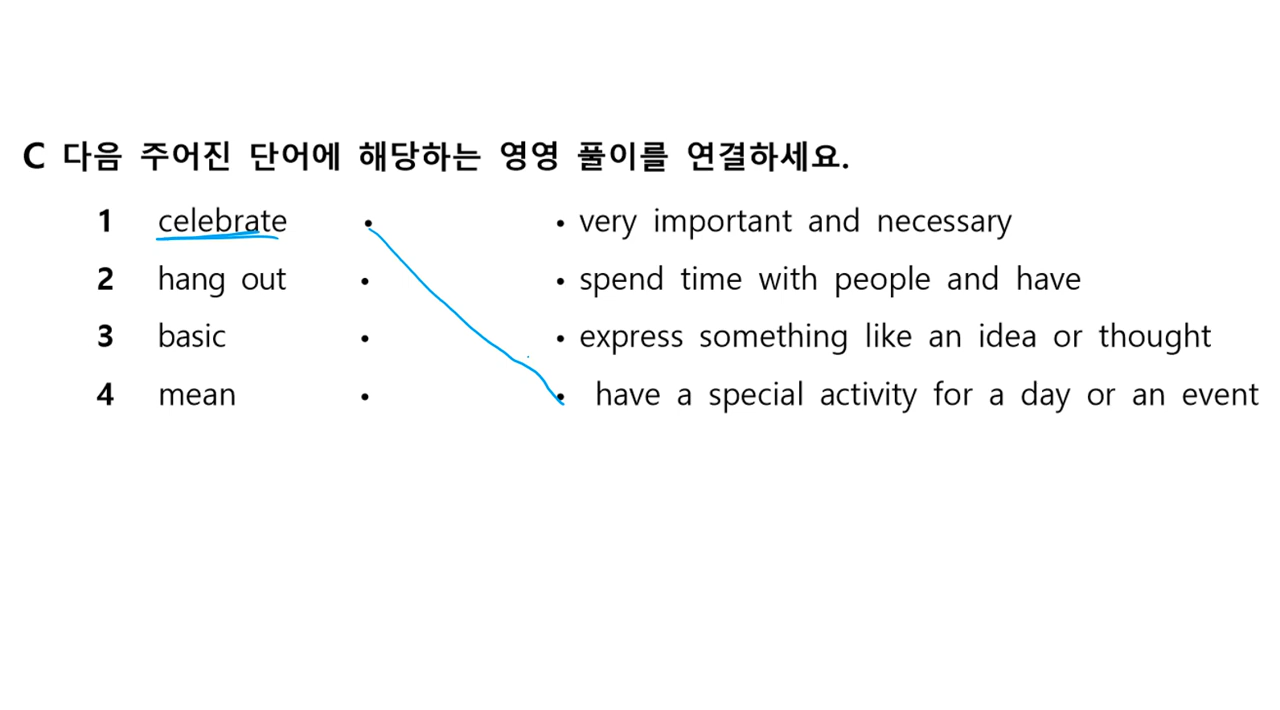 C 다음 주어진 단어에 해당하는 영영 풀이를 연결하세요.
1 celebrate • • very important and necessary
2 hang out • • spend time with people and have
3 basic • • express something like an idea or thought
4 mean • • have a special activity for a day or an event